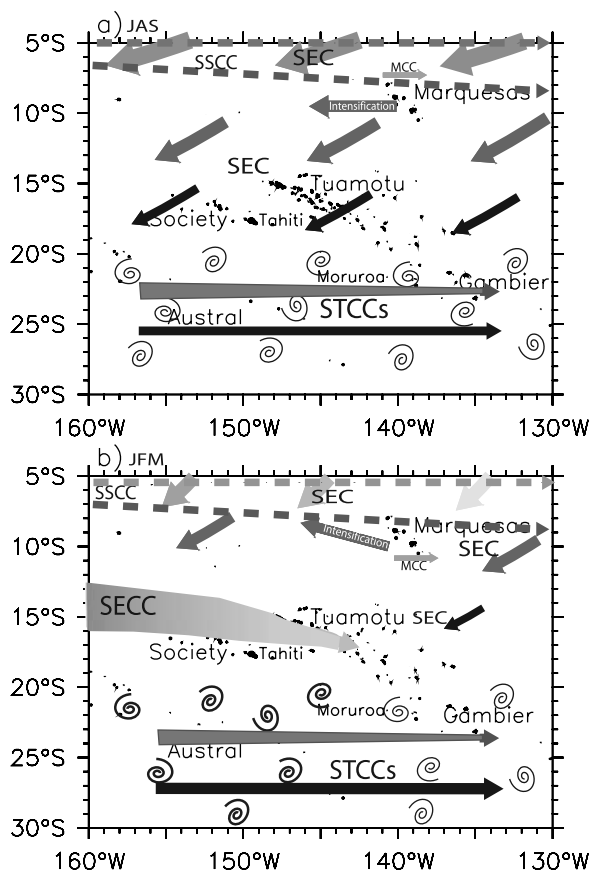 a) JAS
5°S
SEC
SSCC
MCC
Marquesas
Intensification
10°S
SEC
15°S
Tuamotu
Society
Tahiti
20°S
Moruroa
Gambier
STCCs
Austral
25°S
30°S
160°W 150°W 140°W 130°W
b) JFM
5°S
SSCC
SEC
Marquesas
Intensification
SEC
10°S
MCC
SECC
15°S
Tuamotu SEC
Society
Tahiti
20°S
Moruroa
Gambier
Austral
25°S
STCCs
30°S
160°W 150°W 140°W 130°W